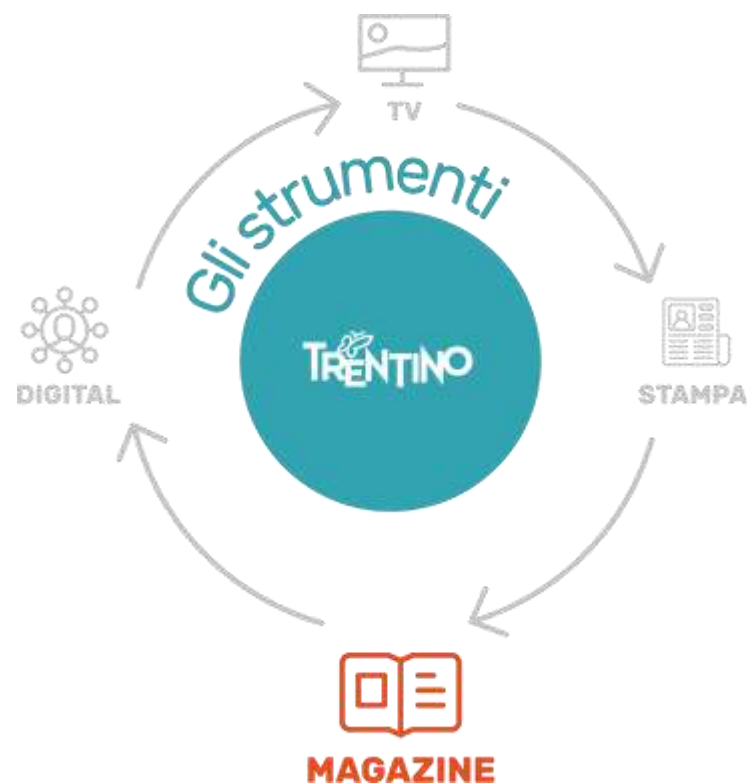 TV
Gli strumenti
TRENTINO
DIGITAL
STAMPA
MAGAZINE